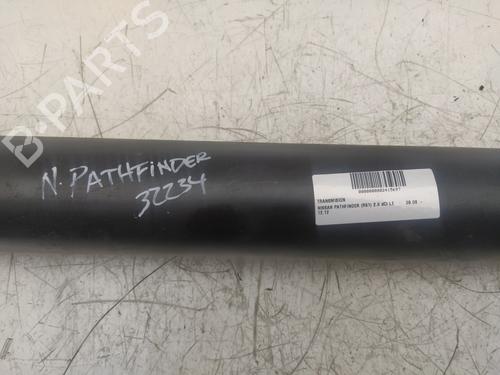 B-PARTS
N. PATHFINDER
32234
TRANSMISION
NISSAN PATHFINDER (R51) 2.5 dCi LE
12.12